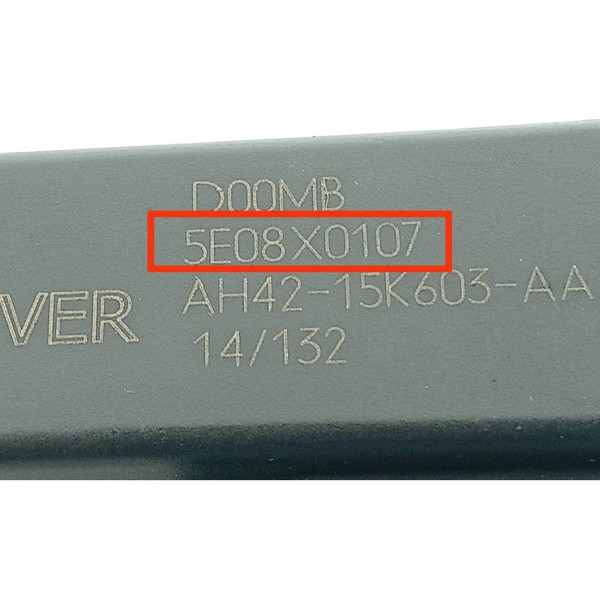 D00MB
5E08X0107
VER AH42-15K603-AA
14/132